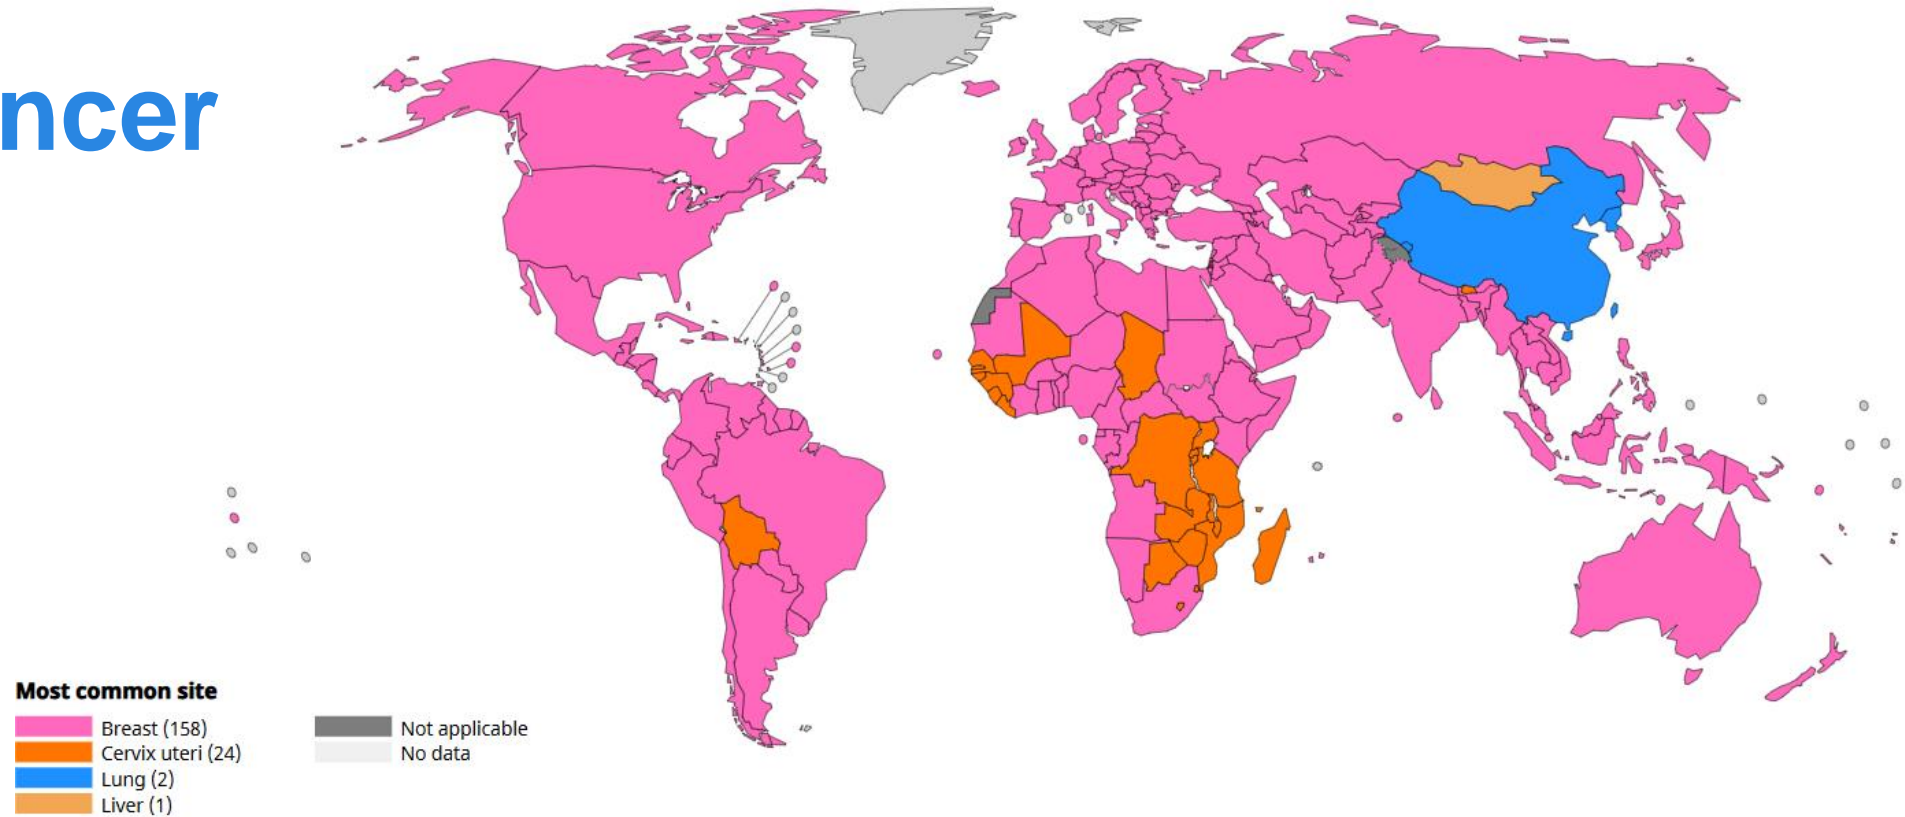 ncer
Most common site
Breast (158)
Cervix uteri (24)
Lung (2)
Liver (1)
Not applicable
No data